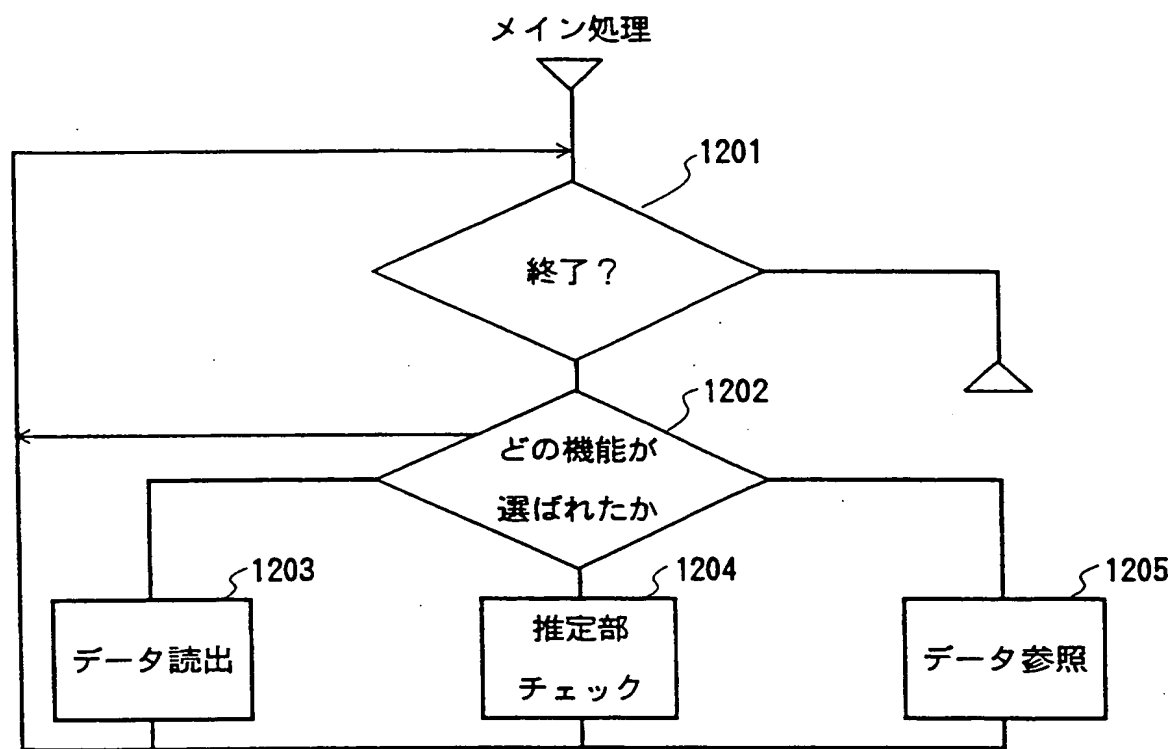 メイン処理
1201
終了?
1202
どの機能が
選ばれたか
1203
1204
1205
データ読出
推定部
チェック
データ参照